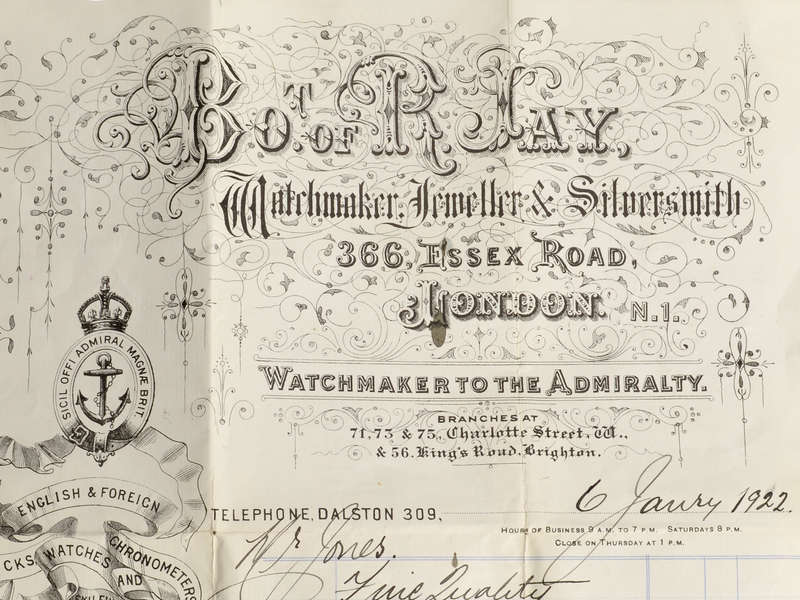 Bot. of R. Jay,
Watchmaker, Jeweller & Silversmith
366, Essex Road,
London. N.1.
Watchmaker to the Admiralty.
BRANCHES AT
71, 73 & 75, Charlotte Street, W.,
& 56, King's Road, Brighton.
SICIL OFFI ADMIRAL MAGNÆ BRIT
ENGLISH & FOREIGN
CKS, WATCHES
CHRONOMETERS
AND
TELEPHONE, DALSTON 309,
6 Janry 1922.
HOURS OF BUSINESS 9 A.M. TO 7 P.M. SATURDAYS 8 P.M.
CLOSE ON THURSDAY AT 1 P.M.
Mr Jones.
Fine Quality